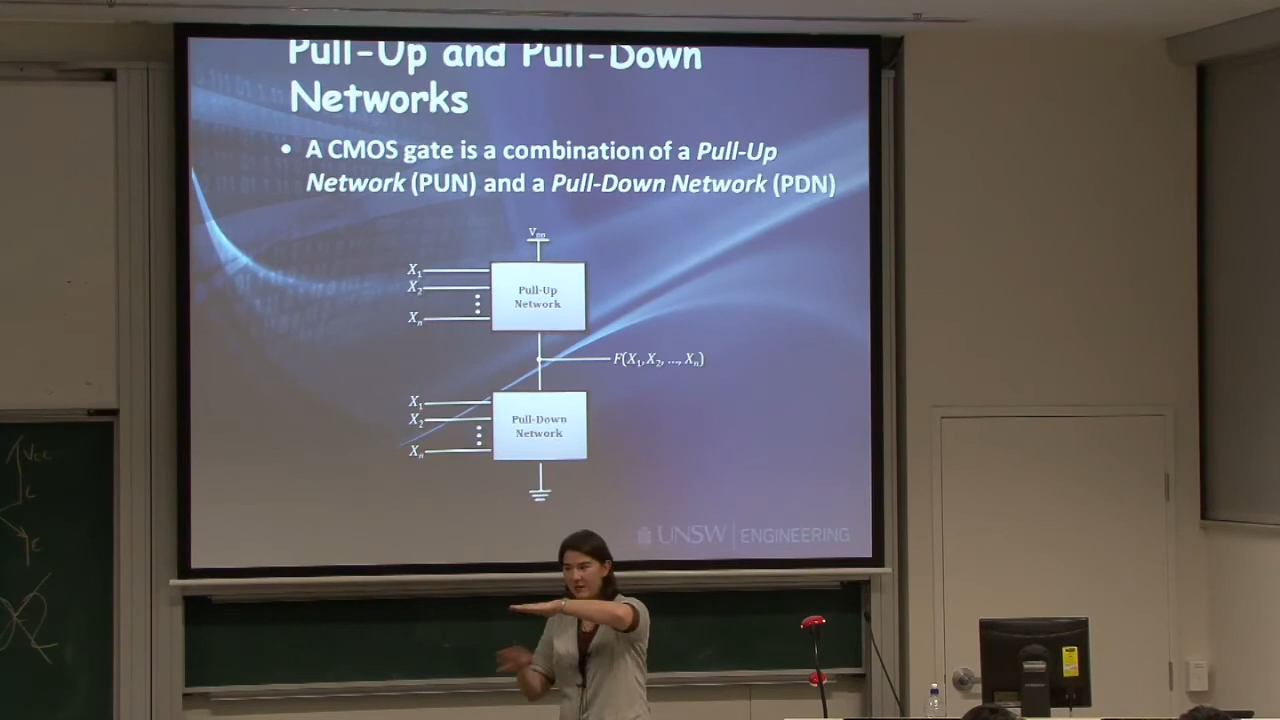 Pull-Up and Pull-Down
Networks
• A CMOS gate is a combination of a Pull-Up
Network (PUN) and a Pull-Down Network (PDN)
V_DD
X₁
X₂
Xₙ
Pull-Up
Network
F(X₁, X₂, ..., Xₙ)
X₁
X₂
Xₙ
Pull-Down
Network
UNSW | ENGINEERING